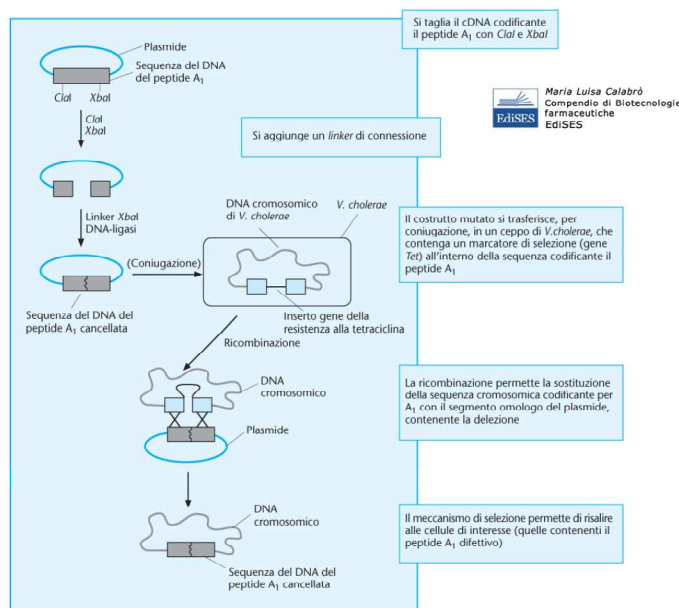 Si taglia il cDNA codificante
il peptide A1 con ClaI e XbaI
Plasmide
Sequenza del DNA
del peptide A1
ClaI XbaI
ClaI
XbaI
Maria Luisa Calabrò
Compendio di Biotecnologie
farmaceutiche
EdiSES
EdiSES
Si aggiunge un linker di connessione
Linker XbaI
DNA-ligasi
DNA cromosomico
di V. cholerae
V. cholerae
(Coniugazione)
Il costrutto mutato si trasferisce, per
coniugazione, in un ceppo di V.cholerae, che
contenga un marcatore di selezione (gene
Tet) all'interno della sequenza codificante il
peptide A1
Sequenza del DNA del
peptide A1 cancellata
Inserto gene della
resistenza alla tetraciclina
Ricombinazione
DNA
cromosomico
Plasmide
La ricombinazione permette la sostituzione
della sequenza cromosomica codificante per
A1 con il segmento omologo del plasmide,
contenente la delezione
DNA
cromosomico
Sequenza del DNA del
peptide A1 cancellata
Il meccanismo di selezione permette di risalire
alle cellule di interesse (quelle contenenti il
peptide A1 difettivo)